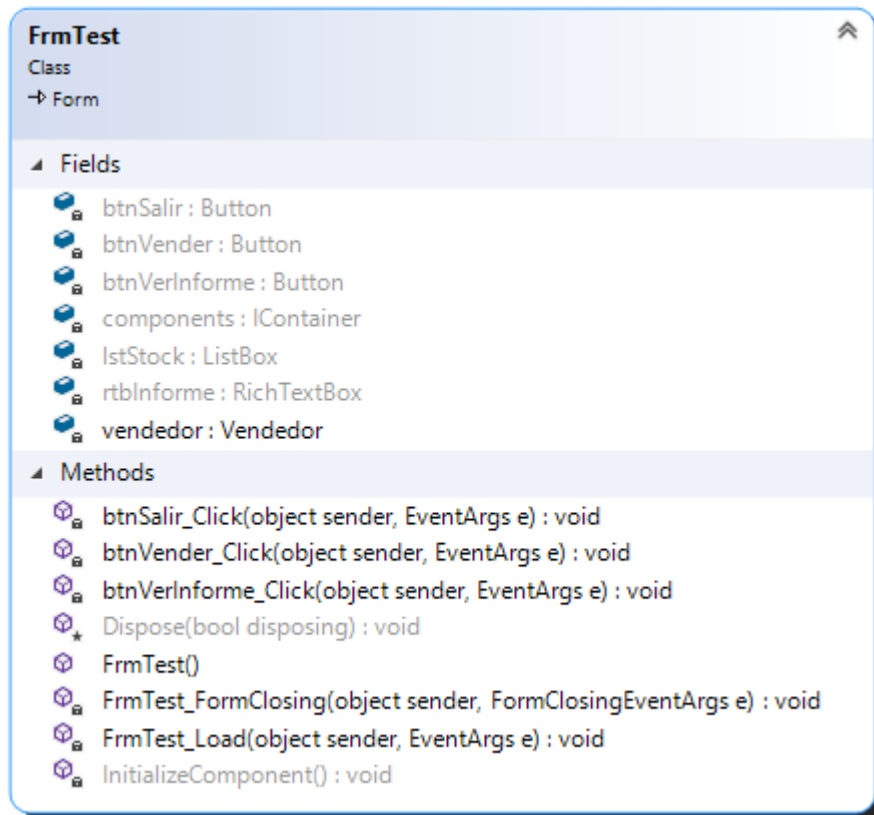 FrmTest
Class
Form
Fields
btnSalir : Button
btnVender : Button
btnVerInforme : Button
components : IContainer
lstStock : ListBox
rtbInforme : RichTextBox
vendedor : Vendedor
Methods
btnSalir_Click(object sender, EventArgs e) : void
btnVender_Click(object sender, EventArgs e) : void
btnVerInforme_Click(object sender, EventArgs e) : void
Dispose(bool disposing) : void
FrmTest()
FrmTest_FormClosing(object sender, FormClosingEventArgs e) : void
FrmTest_Load(object sender, EventArgs e) : void
InitializeComponent() : void